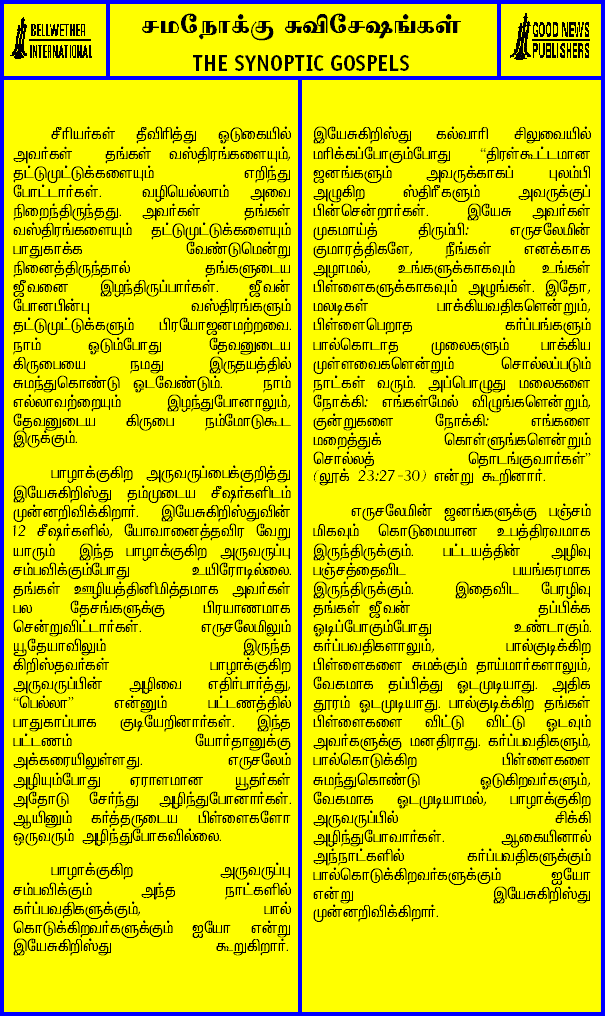 BELLWETHER
INTERNATIONAL
சமநோக்கு சுவிசேஷங்கள்
THE SYNOPTIC GOSPELS
GOOD NEWS
PUBLISHERS
சீரியர்கள் தீவிரித்து ஓடுகையில்
அவர்கள் தங்கள் வஸ்திரங்களையும்,
தட்டுமுட்டுக்களையும் எறிந்து
போட்டார்கள். வழியெல்லாம் அவை
நிறைந்திருந்தது. அவர்கள் தங்கள்
வஸ்திரங்களையும் தட்டுமுட்டுக்களையும்
பாதுகாக்க வேண்டுமென்று
நினைத்திருந்தால் தங்களுடைய
ஜீவனை இழந்திருப்பார்கள். ஜீவன்
போனபின்பு வஸ்திரங்களும்
தட்டுமுட்டுக்களும் பிரயோஜனமற்றவை.
நாம் ஓடும்போது தேவனுடைய
கிருபையை நமது இருதயத்தில்
சுமந்துகொண்டு ஓடவேண்டும். நாம்
எல்லாவற்றையும் இழந்துபோனாலும்,
தேவனுடைய கிருபை நம்மோடுகூட
இருக்கும்.
பாழாக்குகிற அருவருப்பைக்குறித்து
இயேசுகிறிஸ்து தம்முடைய சீஷர்களிடம்
முன்னறிவிக்கிறார். இயேசுகிறிஸ்துவின்
12 சீஷர்களில், யோவானைத்தவிர வேறு
யாரும் இந்த பாழாக்குகிற அருவருப்பு
சம்பவிக்கும்போது உயிரோடில்லை.
தங்கள் ஊழியத்தினிமித்தமாக அவர்கள்
பல தேசங்களுக்கு பிரயாணமாக
சென்றுவிட்டார்கள். எருசலேமிலும்
யூதேயாவிலும் இருந்த
கிறிஸ்தவர்கள் பாழாக்குகிற
அருவருப்பின் அழிவை எதிர்பார்த்து,
“பெல்லா” என்னும் பட்டணத்தில்
பாதுகாப்பாக குடியேறினார்கள். இந்த
பட்டணம் யோர்தானுக்கு
அக்கரையிலுள்ளது. எருசலேம்
அழியும்போது ஏராளமான யூதர்கள்
அதோடு சேர்ந்து அழிந்துபோனார்கள்.
ஆயினும் கர்த்தருடைய பிள்ளைகளோ
ஒருவரும் அழிந்துபோகவில்லை.
பாழாக்குகிற அருவருப்பு
சம்பவிக்கும் அந்த நாட்களில்
கர்ப்பவதிகளுக்கும், பால்
கொடுக்கிறவர்களுக்கும் ஐயோ என்று
இயேசுகிறிஸ்து கூறுகிறார்.
இயேசுகிறிஸ்து கல்வாரி சிலுவையில்
மரிக்கப்போகும்போது “திரள்கூட்டமான
ஜனங்களும் அவருக்காகப் புலம்பி
அழுகிற ஸ்திரீகளும் அவருக்குப்
பின்சென்றார்கள். இயேசு அவர்கள்
முகமாய்த் திரும்பி: எருசலேமின்
குமாரத்திகளே, நீங்கள் எனக்காக
அழாமல், உங்களுக்காகவும் உங்கள்
பிள்ளைகளுக்காகவும் அழுங்கள். இதோ,
மலடிகள் பாக்கியவதிகளென்றும்,
பிள்ளைபெறாத கர்ப்பங்களும்
பால்கொடாத முலைகளும் பாக்கிய
முள்ளவைகளென்றும் சொல்லப்படும்
நாட்கள் வரும். அப்பொழுது மலைகளை
நோக்கி: எங்கள்மேல் விழுங்களென்றும்,
குன்றுகளை நோக்கி: எங்களை
மறைத்துக் கொள்ளுங்களென்றும்
சொல்லத் தொடங்குவார்கள்”
(லூக் 23:27-30) என்று கூறினார்.
எருசலேமின் ஜனங்களுக்கு பஞ்சம்
மிகவும் கொடுமையான உபத்திரவமாக
இருந்திருக்கும். பட்டயத்தின் அழிவு
பஞ்சத்தைவிட பயங்கரமாக
இருந்திருக்கும். இதைவிட பேரழிவு
தங்கள் ஜீவன் தப்பிக்க
ஓடிப்போகும்போது உண்டாகும்.
கர்ப்பவதிகளாலும், பால்குடிக்கிற
பிள்ளைகளை சுமக்கும் தாய்மார்களாலும்,
வேகமாக தப்பித்து ஓடமுடியாது. அதிக
தூரம் ஓடமுடியாது. பால்குடிக்கிற தங்கள்
பிள்ளைகளை விட்டு விட்டு ஓடவும்
அவர்களுக்கு மனதிராது. கர்ப்பவதிகளும்,
பால்கொடுக்கிற பிள்ளைகளை
சுமந்துகொண்டு ஓடுகிறவர்களும்,
வேகமாக ஓடமுடியாமல், பாழாக்குகிற
அருவருப்பில் சிக்கி
அழிந்துபோவார்கள். ஆகையினால்
அந்நாட்களில் கர்ப்பவதிகளுக்கும்
பால்கொடுக்கிறவர்களுக்கும் ஐயோ
என்று இயேசுகிறிஸ்து
முன்னறிவிக்கிறார்.